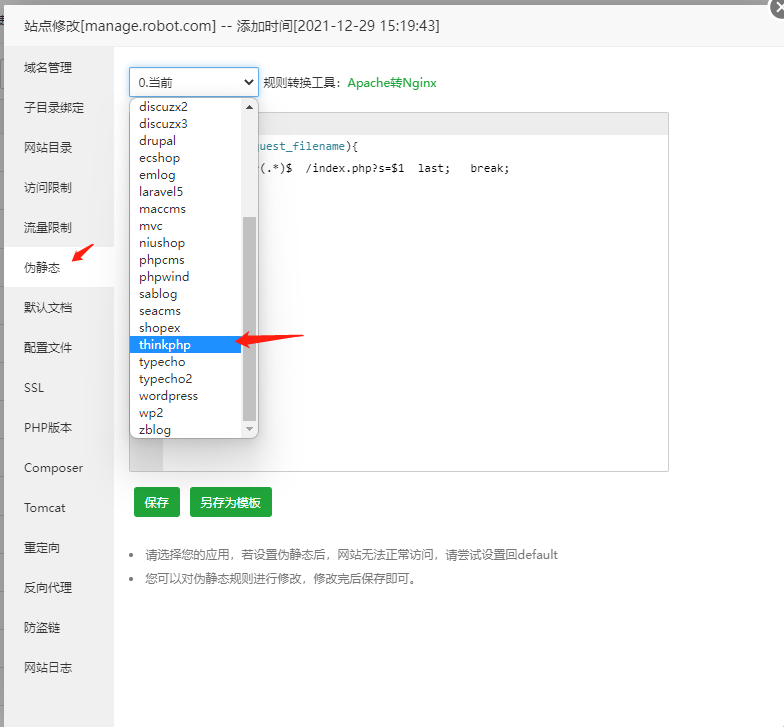 站点修改[manage.robot.com] -- 添加时间[2021-12-29 15:19:43]
域名管理
子目录绑定
网站目录
访问限制
流量限制
伪静态
默认文档
配置文件
SSL
PHP版本
Composer
Tomcat
重定向
反向代理
防盗链
网站日志
0.当前
规则转换工具：Apache转Nginx
discuzx2
discuzx3
drupal
ecshop
emlog
laravel5
maccms
mvc
niushop
phpcms
phpwind
sablog
seacms
shopex
thinkphp
typecho
typecho2
wordpress
wp2
zblog
uest_filename){
(.*)$ /index.php?s=$1 last; break;
保存
另存为模板
请选择您的应用，若设置伪静态后，网站无法正常访问，请尝试设置回default
您可以对伪静态规则进行修改，修改完后保存即可。